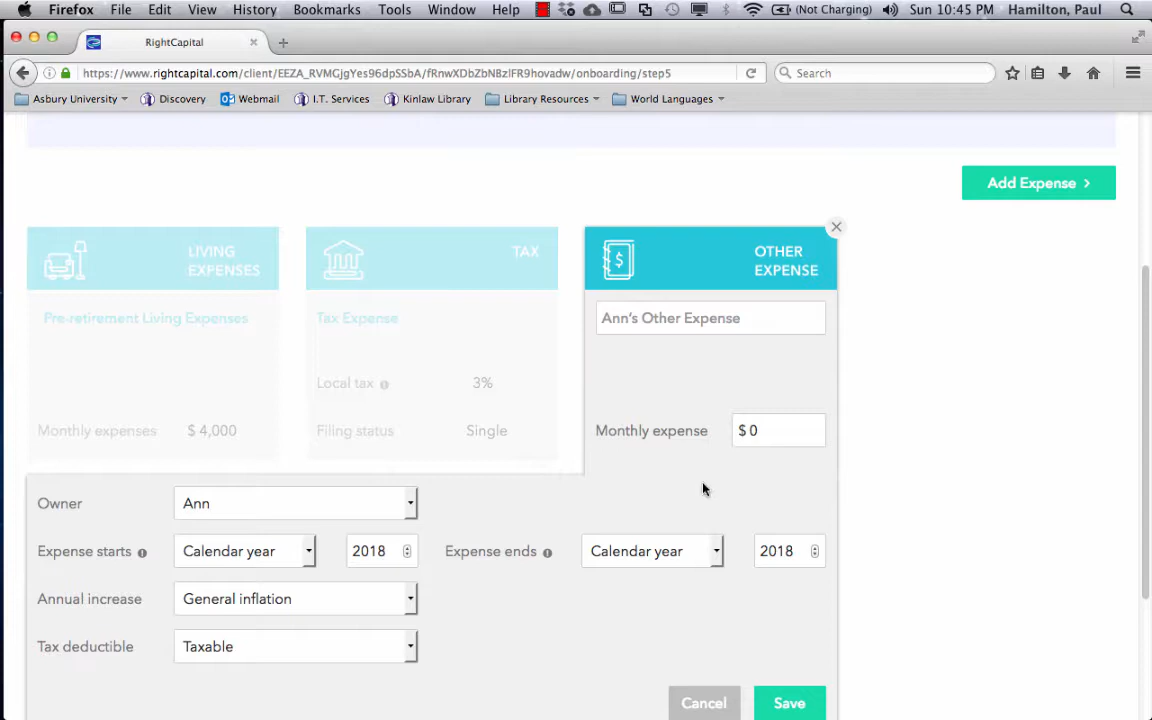 Firefox File Edit View History Bookmarks Tools Window Help (Not Charging) Sun 10:45 PM Hamilton, Paul
RightCapital
https://www.rightcapital.com/client/EEZA_RVMGjgYes96dpSSbA/fRnwXDbZbNBzlFR9hovadw/onboarding/step5 Search
Asbury University Discovery Webmail I.T. Services Kinlaw Library Library Resources World Languages
Add Expense
LIVING
EXPENSES
Pre-retirement Living Expenses
Monthly expenses $ 4,000
TAX
Tax Expense
Local tax 3%
Filing status Single
OTHER
EXPENSE
Ann's Other Expense
Monthly expense $ 0
Owner Ann
Expense starts Calendar year 2018 Expense ends Calendar year 2018
Annual increase General inflation
Tax deductible Taxable
Cancel Save